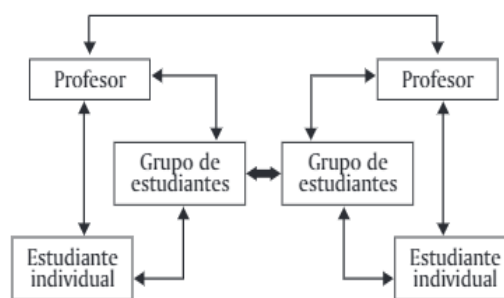 Profesor
Profesor
Grupo de
estudiantes
Grupo de
estudiantes
Estudiante
individual
Estudiante
individual